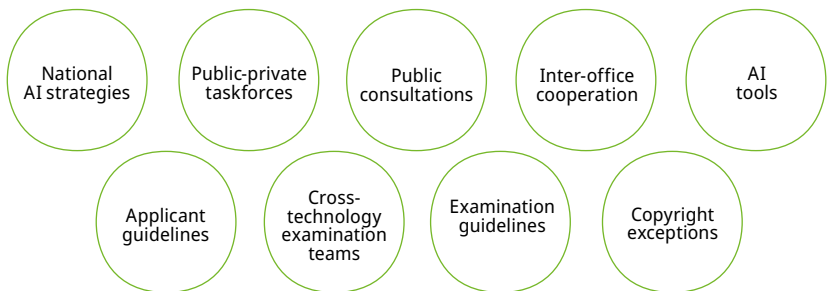 National
AI strategies
Public-private
taskforces
Public
consultations
Inter-office
cooperation
AI
tools
Applicant
guidelines
Cross-
technology
examination
teams
Examination
guidelines
Copyright
exceptions